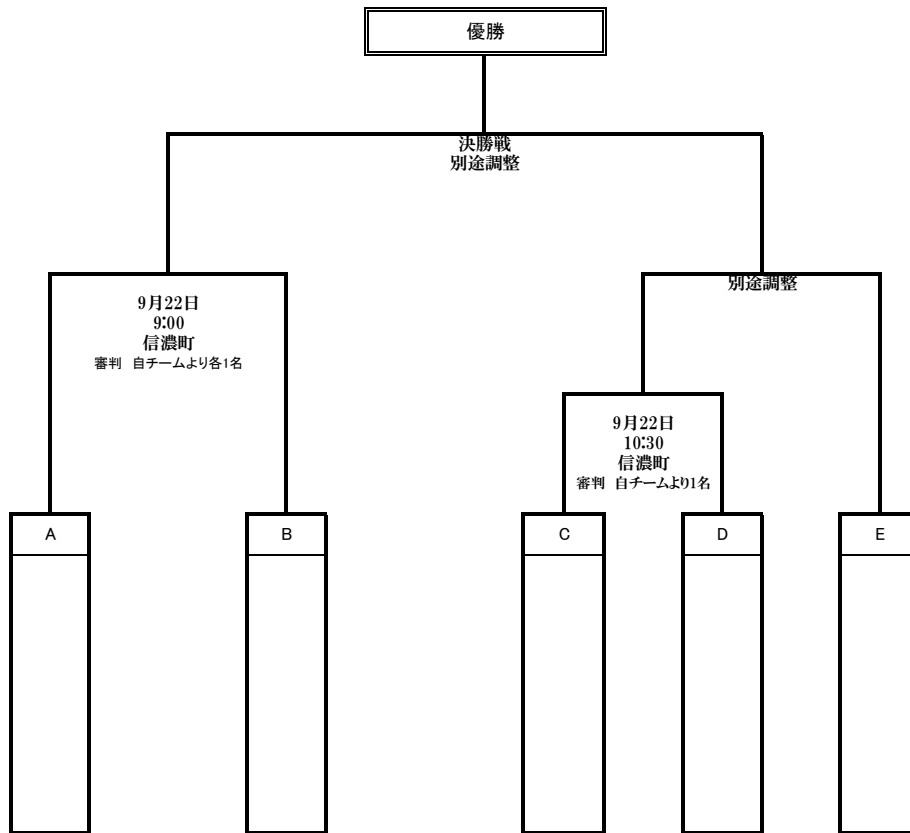 優勝
決勝戦
別途調整
別途調整
9月22日
9:00
信濃町
審判　自チームより各1名
9月22日
10:30
信濃町
審判　自チームより1名
A
B
C
D
E